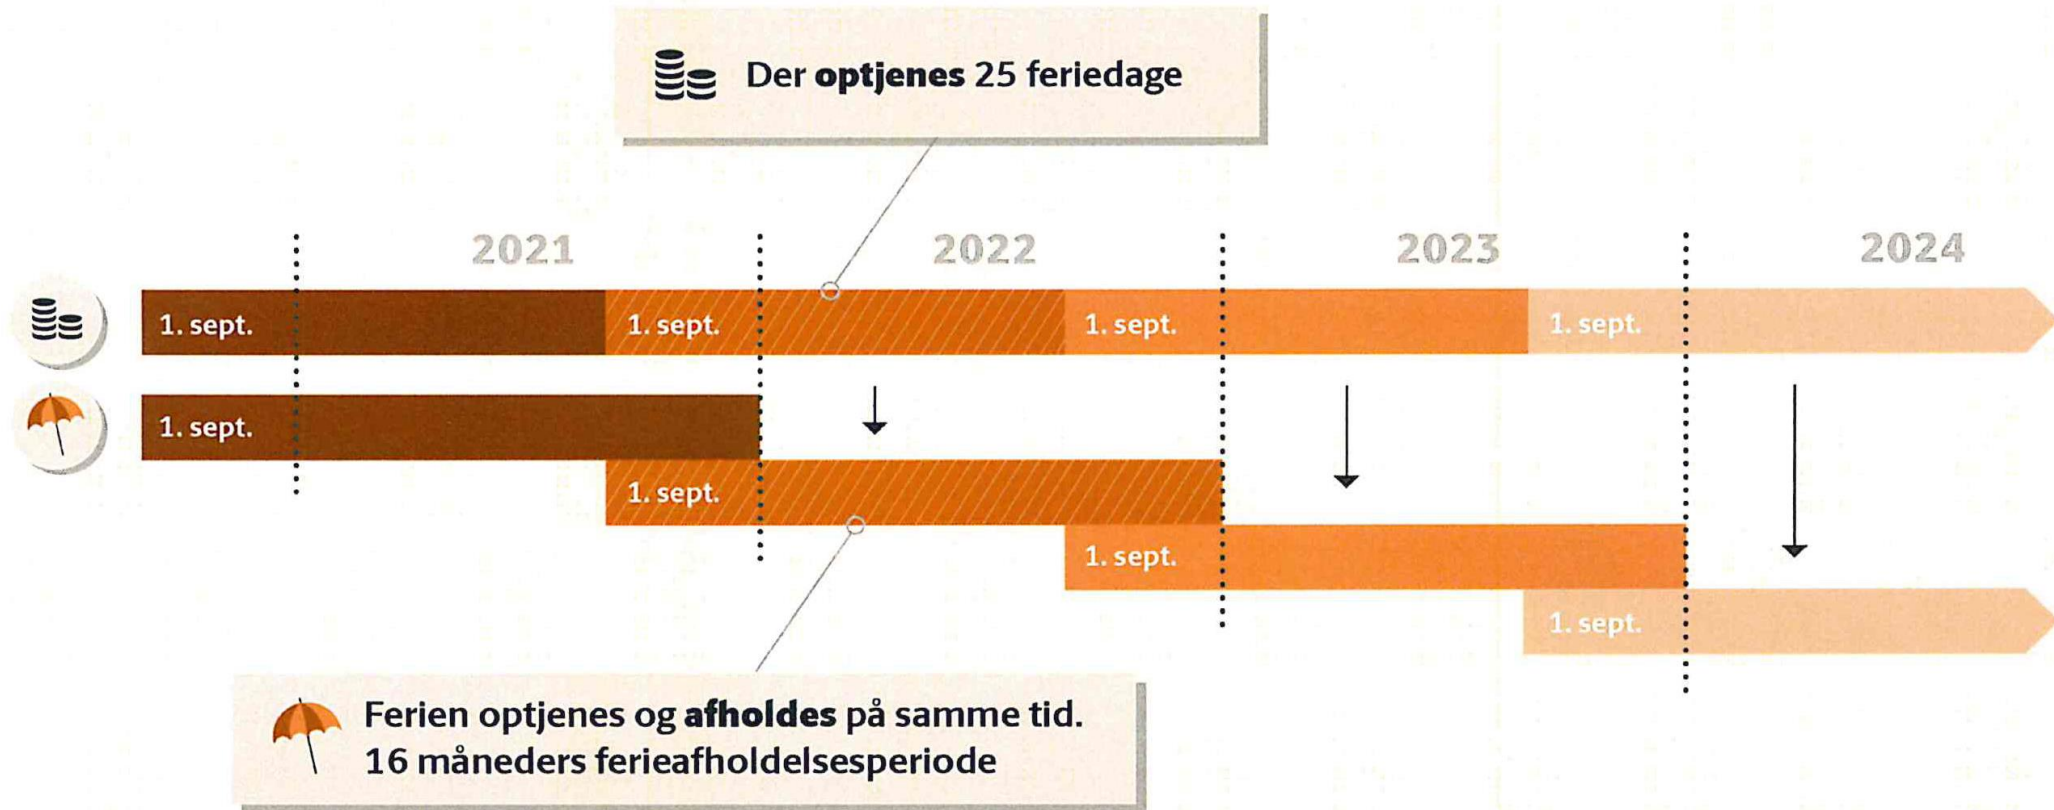 Der optjenes 25 feriedage
2021 2022 2023 2024
1. sept. 1. sept. 1. sept. 1. sept.
1. sept.
1. sept.
1. sept.
1. sept.
Ferien optjenes og afholdes på samme tid.
16 måneders ferieafholdelsesperiode